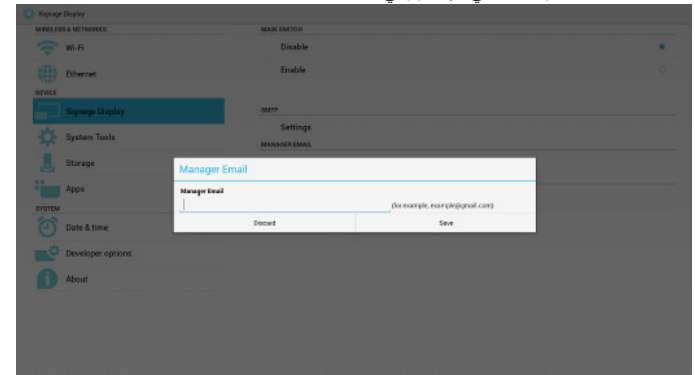 Signage Display
WIRELESS & NETWORKS
Wi-Fi
Ethernet
DEVICE
Signage Display
System Tools
Storage
Apps
SYSTEM
Date & time
Developer options
About
MAIN SWITCH
Disable
Enable
SMTP
Settings
MANAGER EMAIL
Manager Email
Manager Email
(for example, example@gmail.com)
Discard
Save